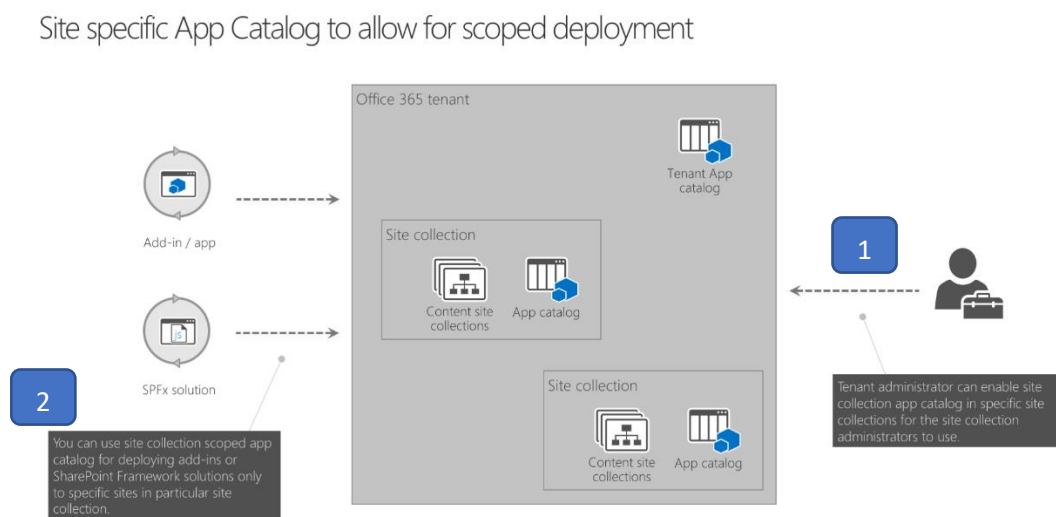 Site specific App Catalog to allow for scoped deployment
Office 365 tenant
Tenant App
catalog
Add-in / app
Site collection
Content site
collections
App catalog
1
SPFx solution
js
2
You can use site collection scoped app
catalog for deploying add-ins or
SharePoint Framework solutions only
to specific sites in particular site
collection.
Site collection
Content site
collections
App catalog
Tenant administrator can enable site
collection app catalog in specific site
collections for the site collection
administrators to use.